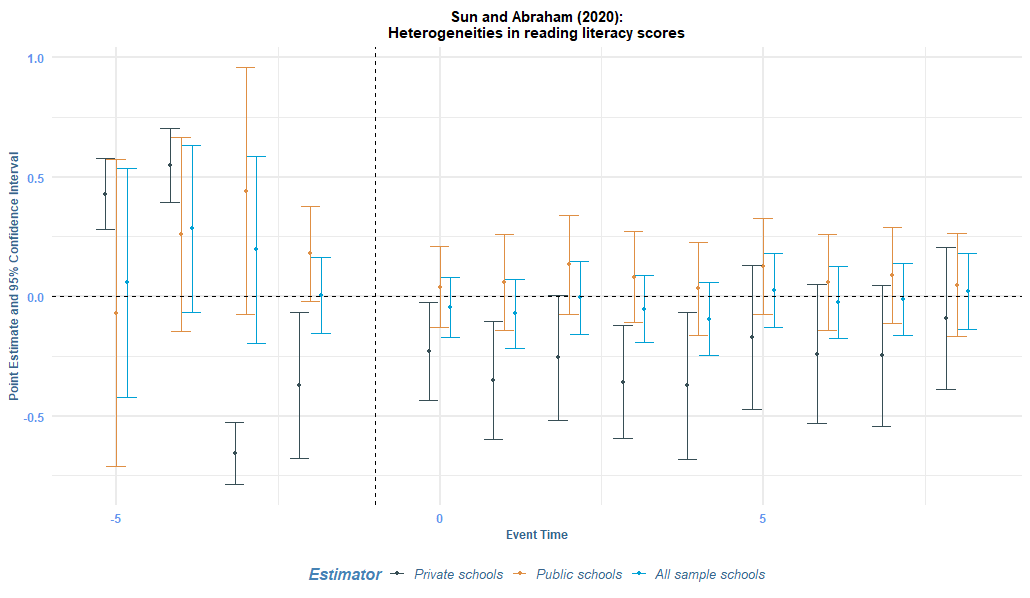 Sun and Abraham (2020):
Heterogeneities in reading literacy scores
Point Estimate and 95% Confidence Interval
1.0
0.5
0.0
-0.5
-5
0
5
Event Time
Estimator Private schools Public schools All sample schools